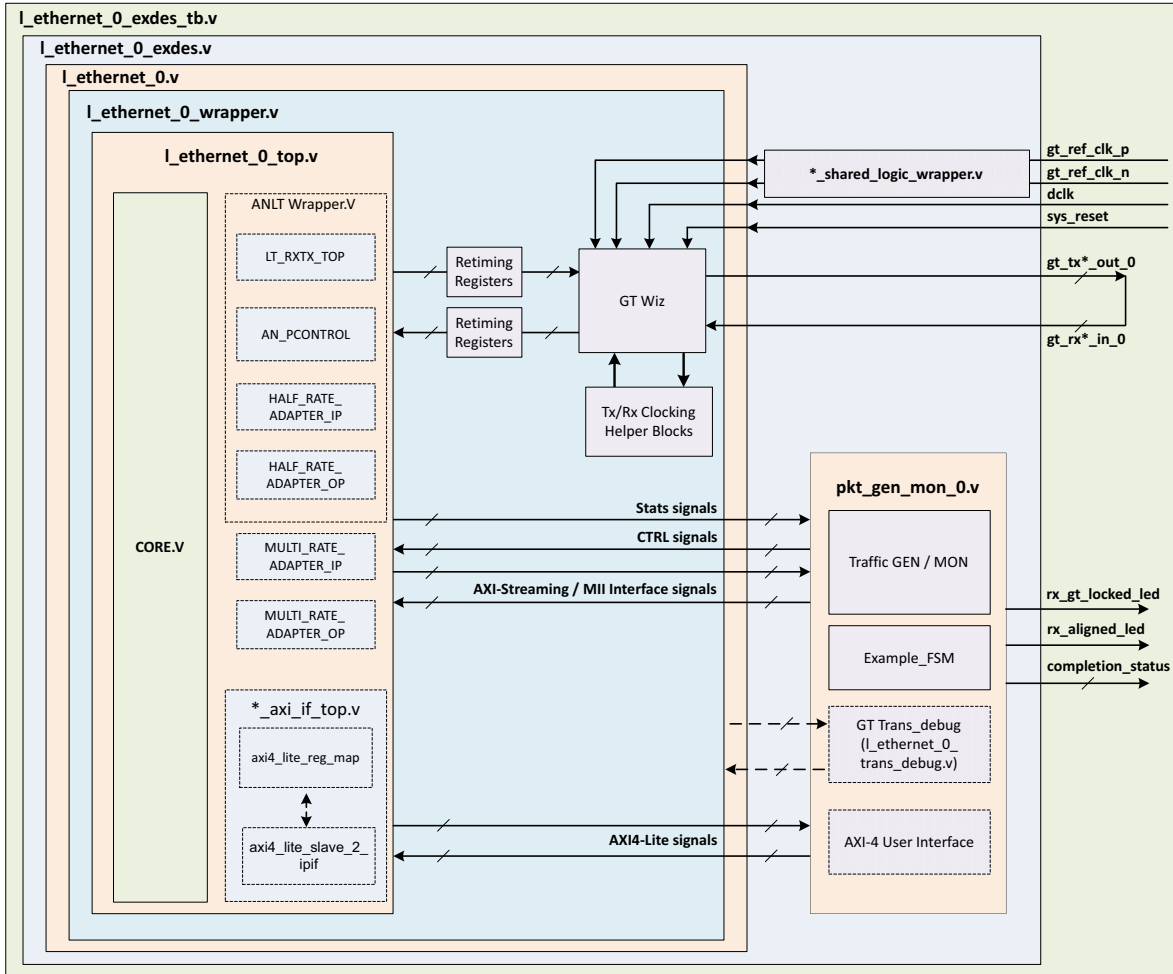 l_ethernet_0_exdes_tb.v
l_ethernet_0_exdes.v
l_ethernet_0.v
l_ethernet_0_wrapper.v
l_ethernet_0_top.v
CORE.V
ANLT Wrapper.V
LT_RXTX_TOP
AN_PCONTROL
HALF_RATE_
ADAPTER_IP
HALF_RATE_
ADAPTER_OP
MULTI_RATE_
ADAPTER_IP
MULTI_RATE_
ADAPTER_OP
*_axi_if_top.v
axi4_lite_reg_map
axi4_lite_slave_2_
ipif
Retiming
Registers
Retiming
Registers
GT Wiz
Tx/Rx Clocking
Helper Blocks
*_shared_logic_wrapper.v
gt_ref_clk_p
gt_ref_clk_n
dclk
sys_reset
gt_tx*_out_0
gt_rx*_in_0
Stats signals
CTRL signals
AXI-Streaming / MII Interface signals
AXI4-Lite signals
pkt_gen_mon_0.v
Traffic GEN / MON
Example_FSM
GT Trans_debug
(l_ethernet_0_
trans_debug.v)
AXI-4 User Interface
rx_gt_locked_led
rx_aligned_led
completion_status